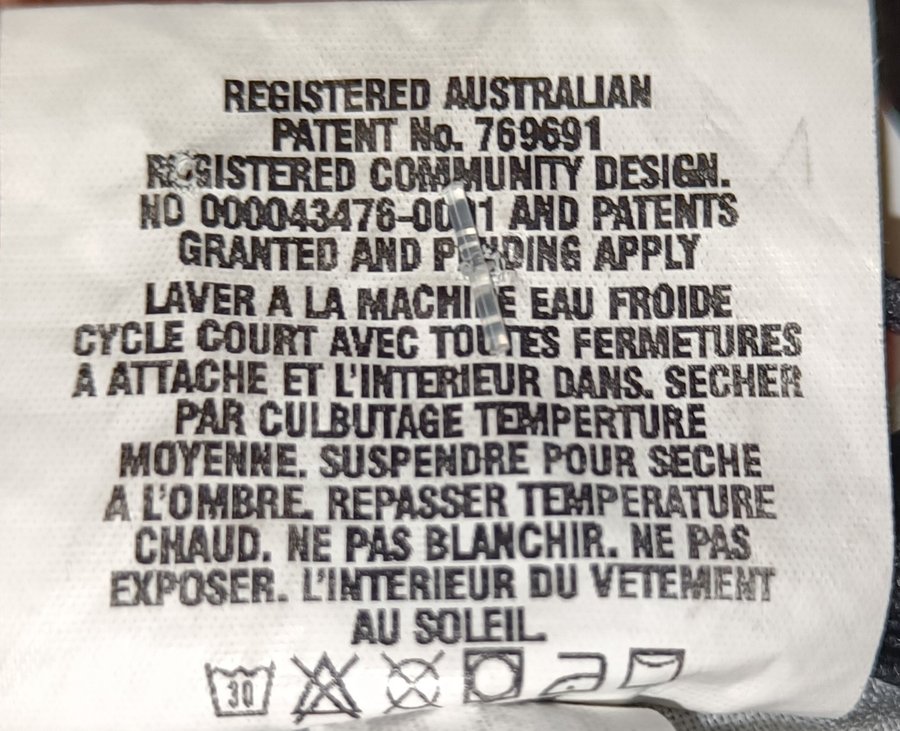 REGISTERED AUSTRALIAN
PATENT No. 769691
REGISTERED COMMUNITY DESIGN.
NO 000043476-0001 AND PATENTS
GRANTED AND PENDING APPLY
LAVER A LA MACHINE EAU FROIDE
CYCLE COURT AVEC TOUTES FERMETURES
A ATTACHE ET L'INTERIEUR DANS. SECHER
PAR CULBUTAGE TEMPERTURE
MOYENNE. SUSPENDRE POUR SECHE
A L'OMBRE. REPASSER TEMPERATURE
CHAUD. NE PAS BLANCHIR. NE PAS
EXPOSER. L'INTERIEUR DU VETEMENT
AU SOLEIL.
30